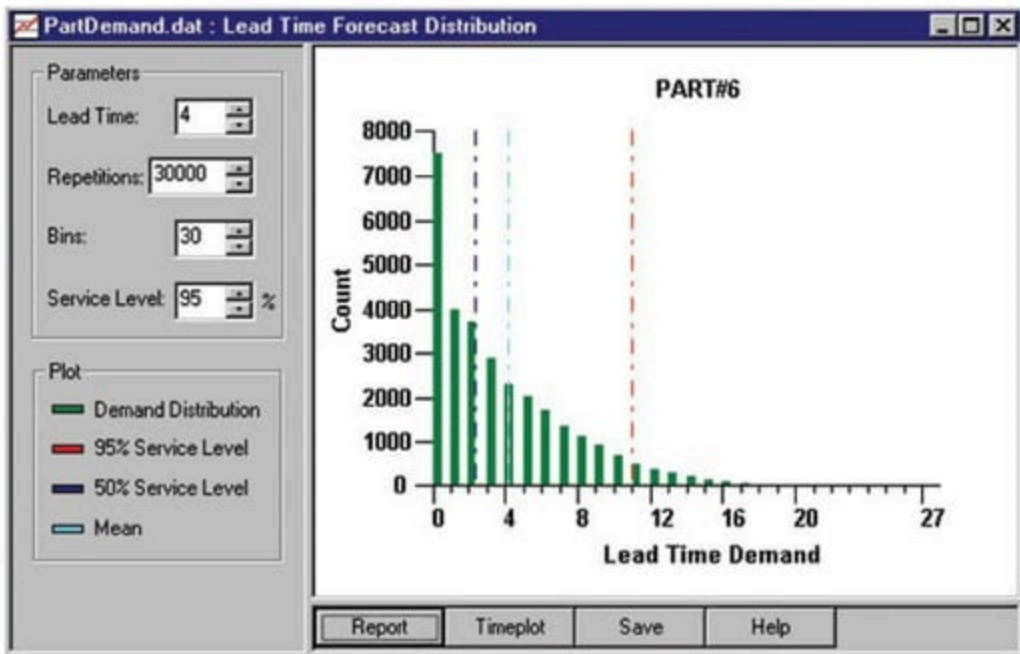 PartDemand.dat : Lead Time Forecast Distribution
Parameters
Lead Time: 4
Repetitions: 30000
Bins: 30
Service Level: 95 %
Plot
Demand Distribution
95% Service Level
50% Service Level
Mean
PART#6
Count
8000
7000
6000
5000
4000
3000
2000
1000
0
0 4 8 12 16 20 27
Lead Time Demand
Report Timeplot Save Help